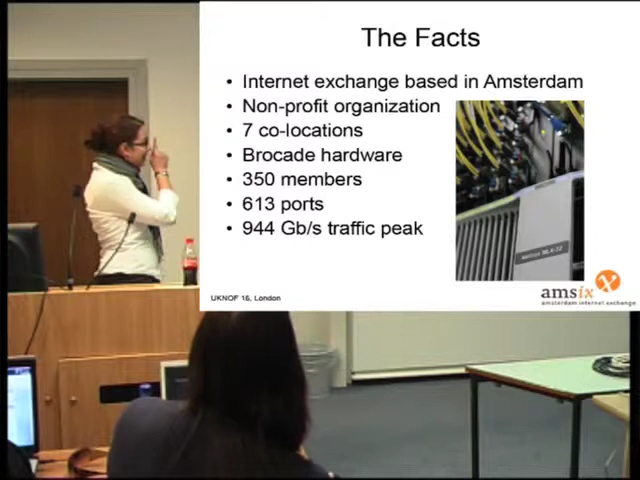 The Facts
• Internet exchange based in Amsterdam
• Non-profit organization
• 7 co-locations
• Brocade hardware
• 350 members
• 613 ports
• 944 Gb/s traffic peak
UKNOF 16, London
amsix
amsterdam internet exchange